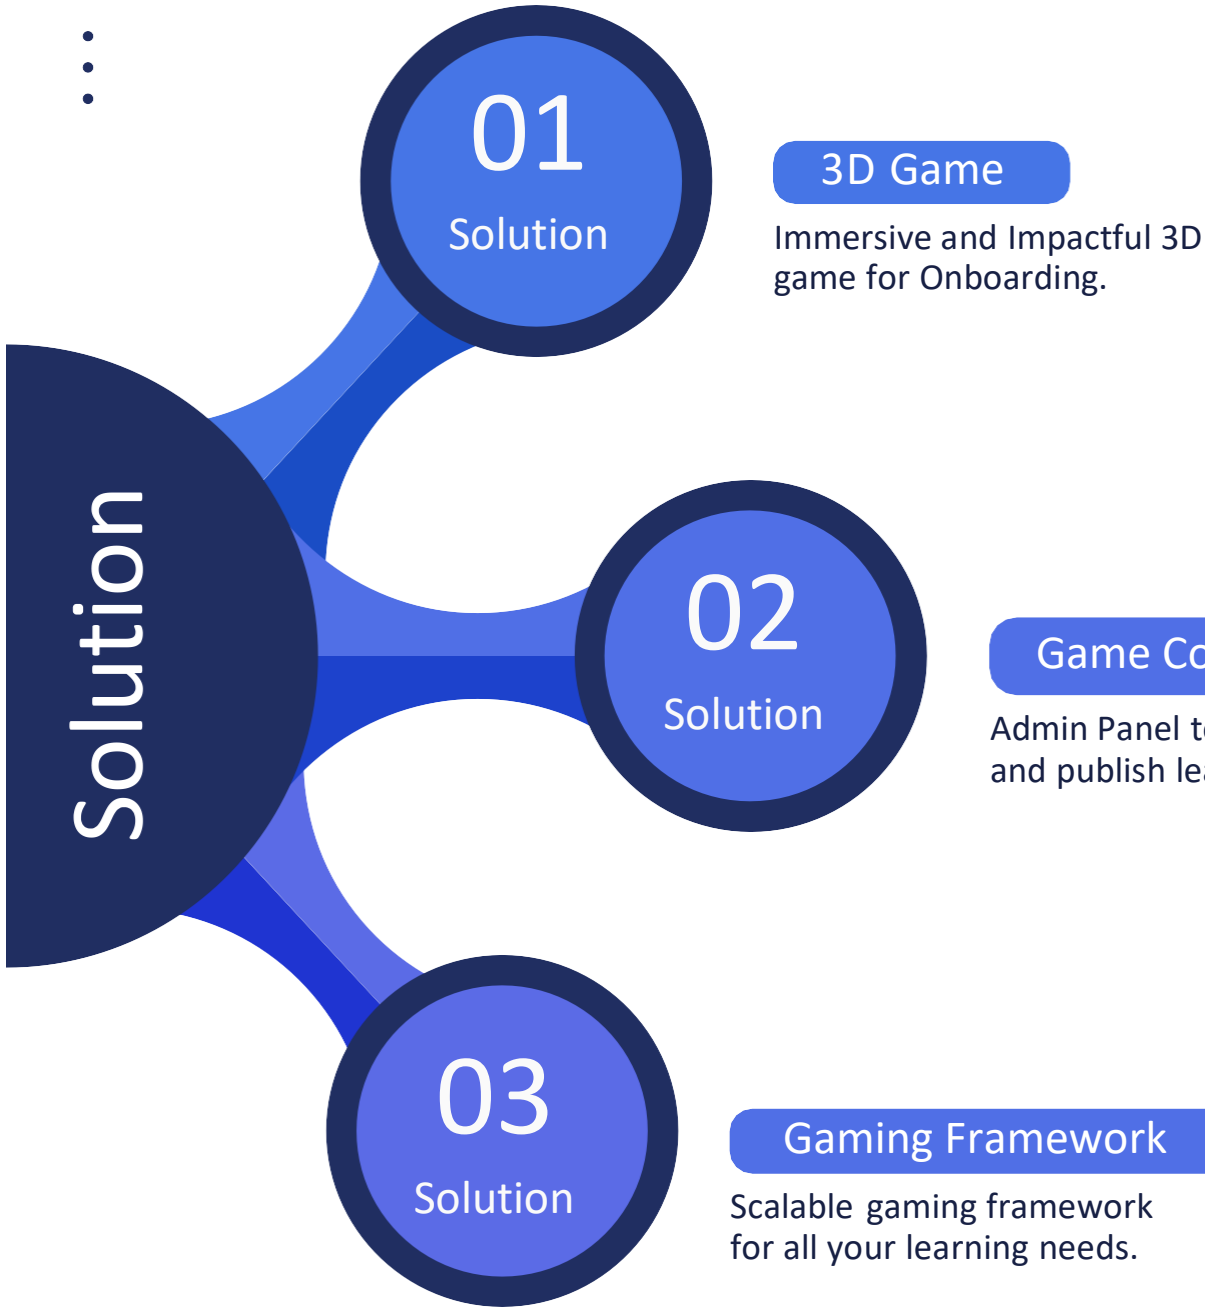 01
Solution
3D Game
Immersive and Impactful 3D
game for Onboarding.
Solution
02
Solution
Game
Admin Panel
and publish
03
Solution
Gaming Framework
Scalable gaming framework
for all your learning needs.